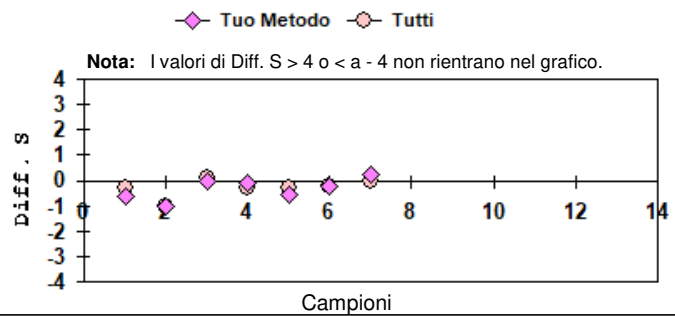 Tuo Metodo Tutti
Nota: I valori di Diff. S > 4 o < a - 4 non rientrano nel grafico.
4
3
2
1
0
-1
-2
-3
-4
Diff. S
0 2 4 6 8 10 12 14
Campioni